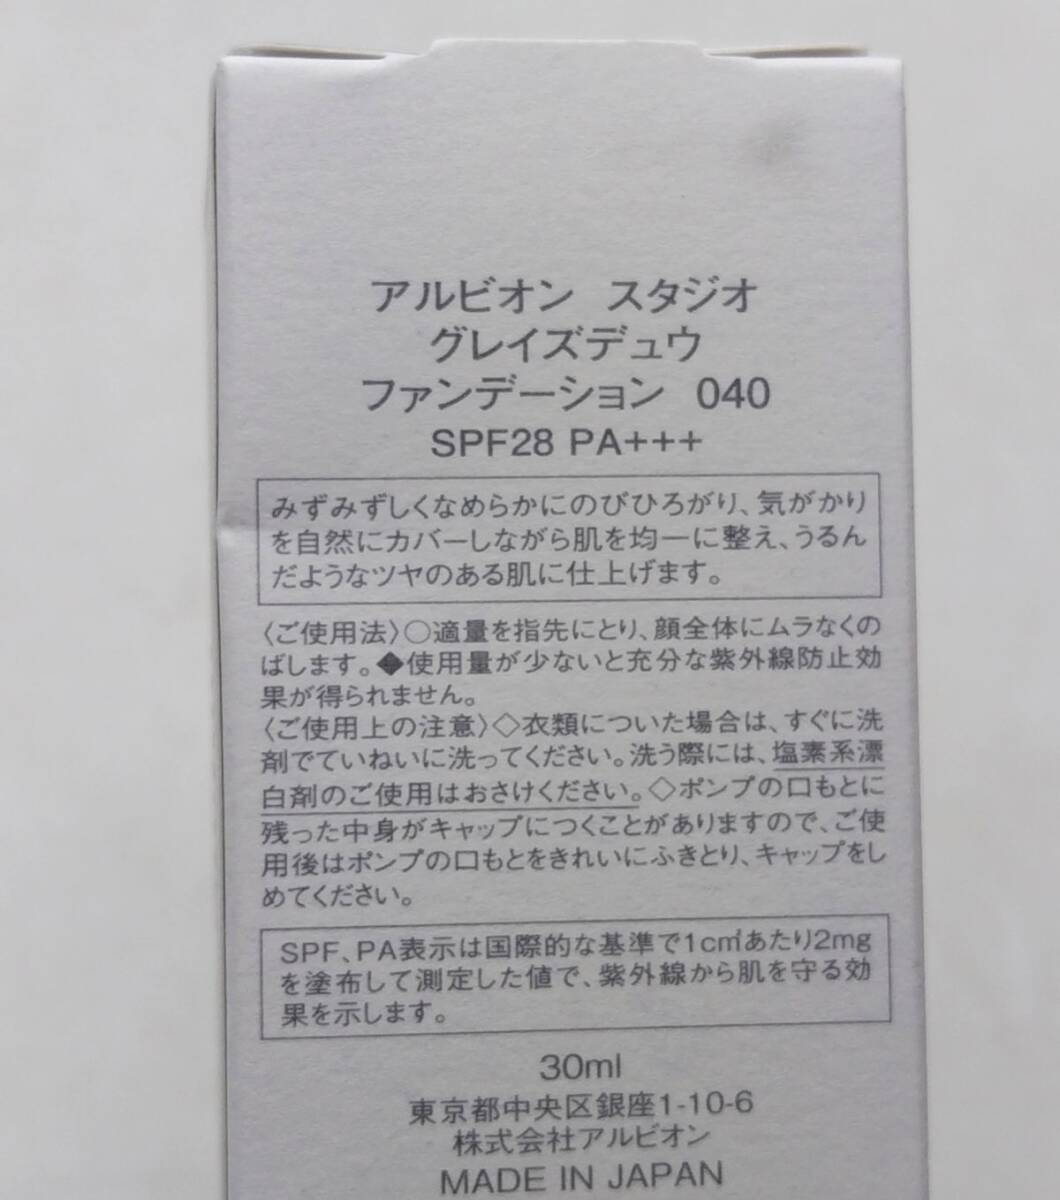 アルビオン スタジオ
グレイズデュウ
ファンデーション 040
SPF28 PA+++
みずみずしくなめらかにのびひろがり、気がかり
を自然にカバーしながら肌を均一に整え、うるん
だようなツヤのある肌に仕上げます。
〈ご使用法〉○適量を指先にとり、顔全体にムラなくの
ばします。◆使用量が少ないと充分な紫外線防止効
果が得られません。
〈ご使用上の注意〉◇衣類についた場合は、すぐに洗
剤でていねいに洗ってください。洗う際には、塩素系漂
白剤のご使用はおさけください。◇ポンプの口もとに
残った中身がキャップにつくことがありますので、ご使
用後はポンプの口もとをきれいにふきとり、キャップをし
めてください。
SPF、PA表示は国際的な基準で1c㎡あたり2mg
を塗布して測定した値で、紫外線から肌を守る効
果を示します。
30ml
東京都中央区銀座1-10-6
株式会社アルビオン
MADE IN JAPAN